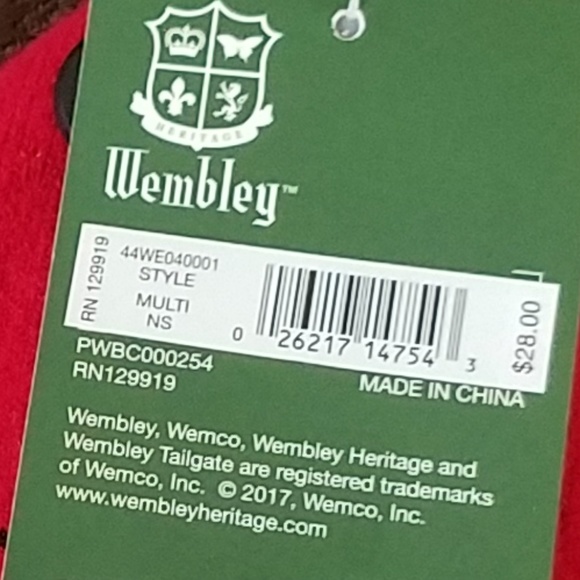 HERITAGE
Wembley™
RN 129919
44WE040001
STYLE
MULTI
NS
0 26217 14754 3
$28.00
PWBC000254
RN129919
MADE IN CHINA
Wembley, Wemco, Wembley Heritage and
Wembley Tailgate are registered trademarks
of Wemco, Inc. © 2017, Wemco, Inc.
www.wembleyheritage.com